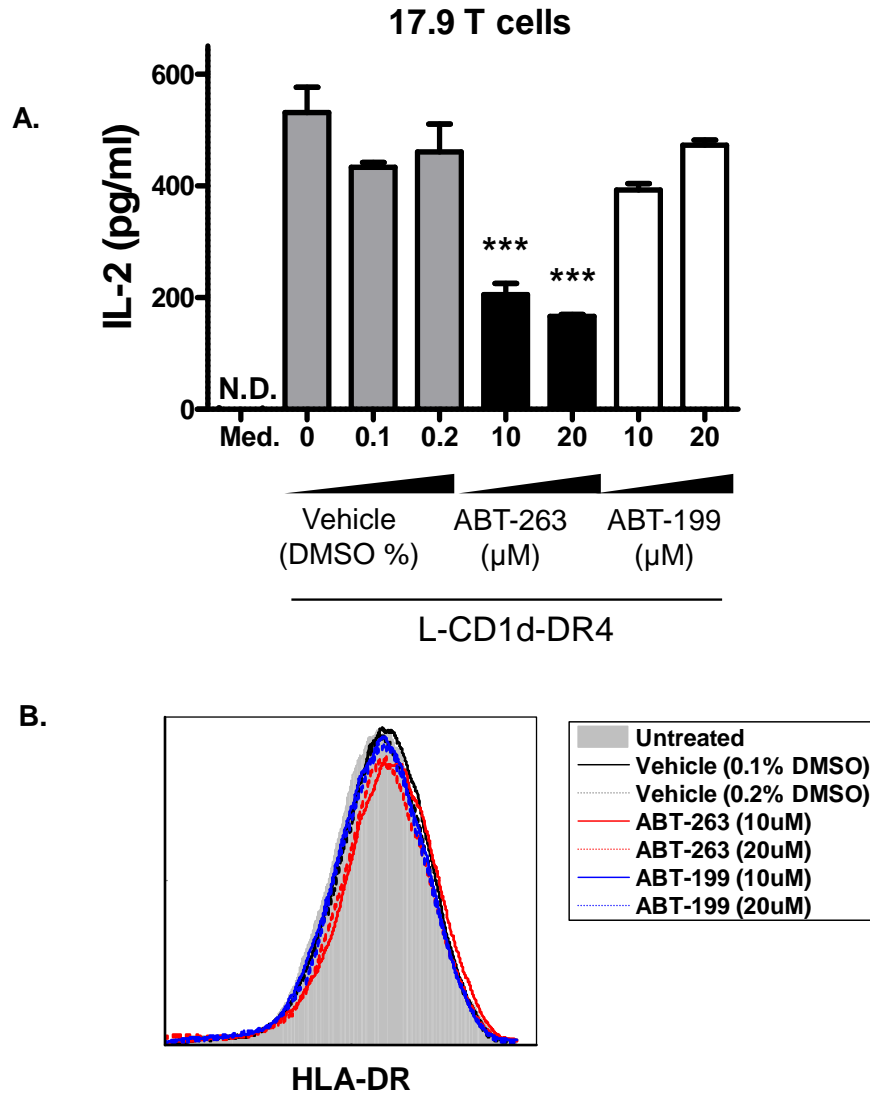 17.9 T cells
A.
IL-2 (pg/ml)
600
400
200
0
N.D.
*** ***
Med. 0 0.1 0.2 10 20 10 20
Vehicle ABT-263 ABT-199
(DMSO %) (µM) (µM)
L-CD1d-DR4
B.
Untreated
Vehicle (0.1% DMSO)
Vehicle (0.2% DMSO)
ABT-263 (10uM)
ABT-263 (20uM)
ABT-199 (10uM)
ABT-199 (20uM)
HLA-DR